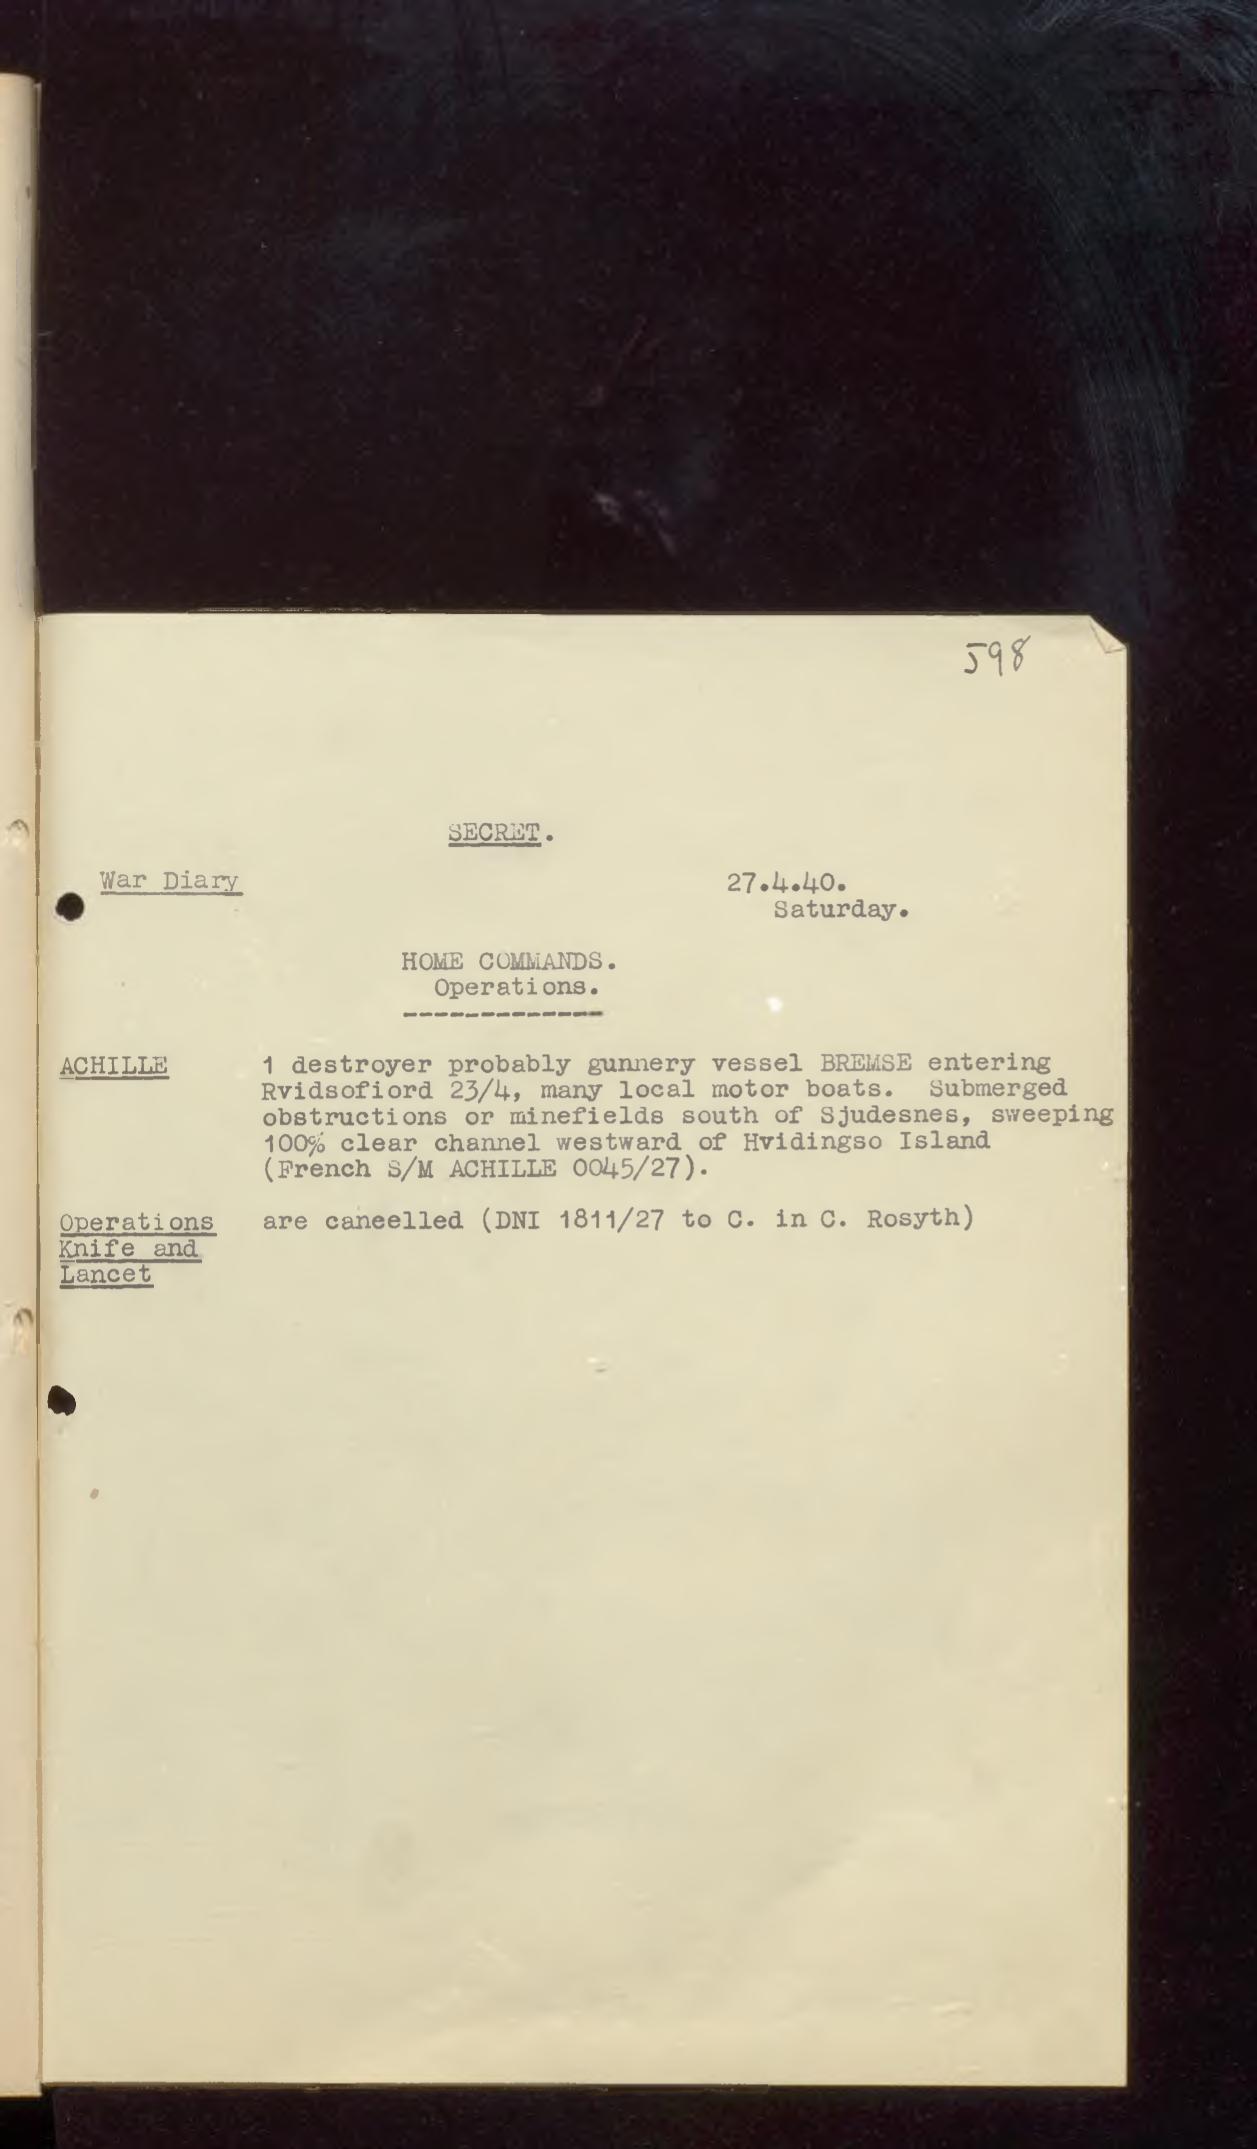 598
SECRET.
War Diary
27.4.40.
Saturday.
HOME COMMANDS.
Operations.
ACHILLE
1 destroyer probably gunnery vessel BREMSE entering
Rvidsofiord 23/4, many local motor boats. Submerged
obstructions or minefields south of Sjudesnes, sweeping
100% clear channel westward of Hvidingso Island
(French S/M ACHILLE 0045/27).
Operations
Knife and
Lancet
are caneelled (DNI 1811/27 to C. in C. Rosyth)